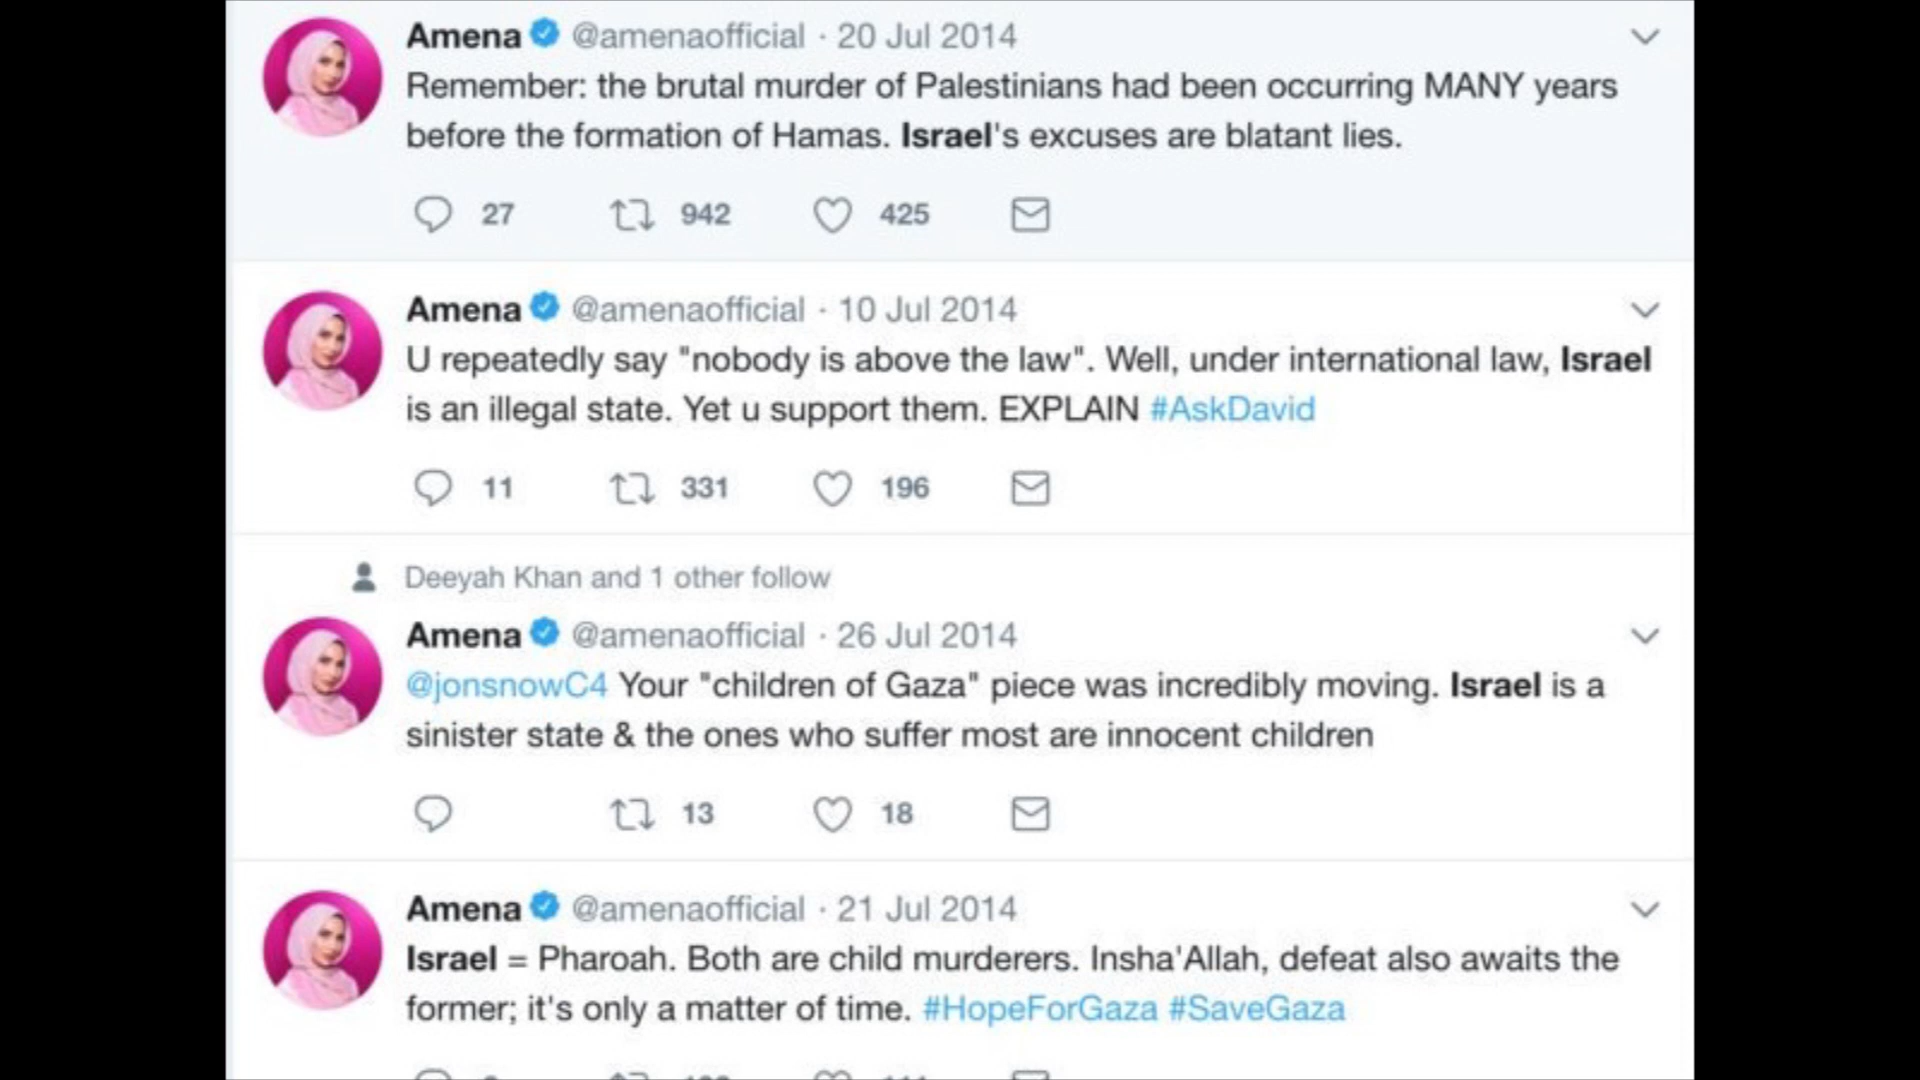 Amena @amenaofficial · 20 Jul 2014
Remember: the brutal murder of Palestinians had been occurring MANY years
before the formation of Hamas. Israel's excuses are blatant lies.
27 942 425
Amena @amenaofficial · 10 Jul 2014
U repeatedly say "nobody is above the law". Well, under international law, Israel
is an illegal state. Yet u support them. EXPLAIN #AskDavid
11 331 196
Deeyah Khan and 1 other follow
Amena @amenaofficial · 26 Jul 2014
@jonsnowC4 Your "children of Gaza" piece was incredibly moving. Israel is a
sinister state & the ones who suffer most are innocent children
13 18
Amena @amenaofficial · 21 Jul 2014
Israel = Pharoah. Both are child murderers. Insha'Allah, defeat also awaits the
former; it's only a matter of time. #HopeForGaza #SaveGaza